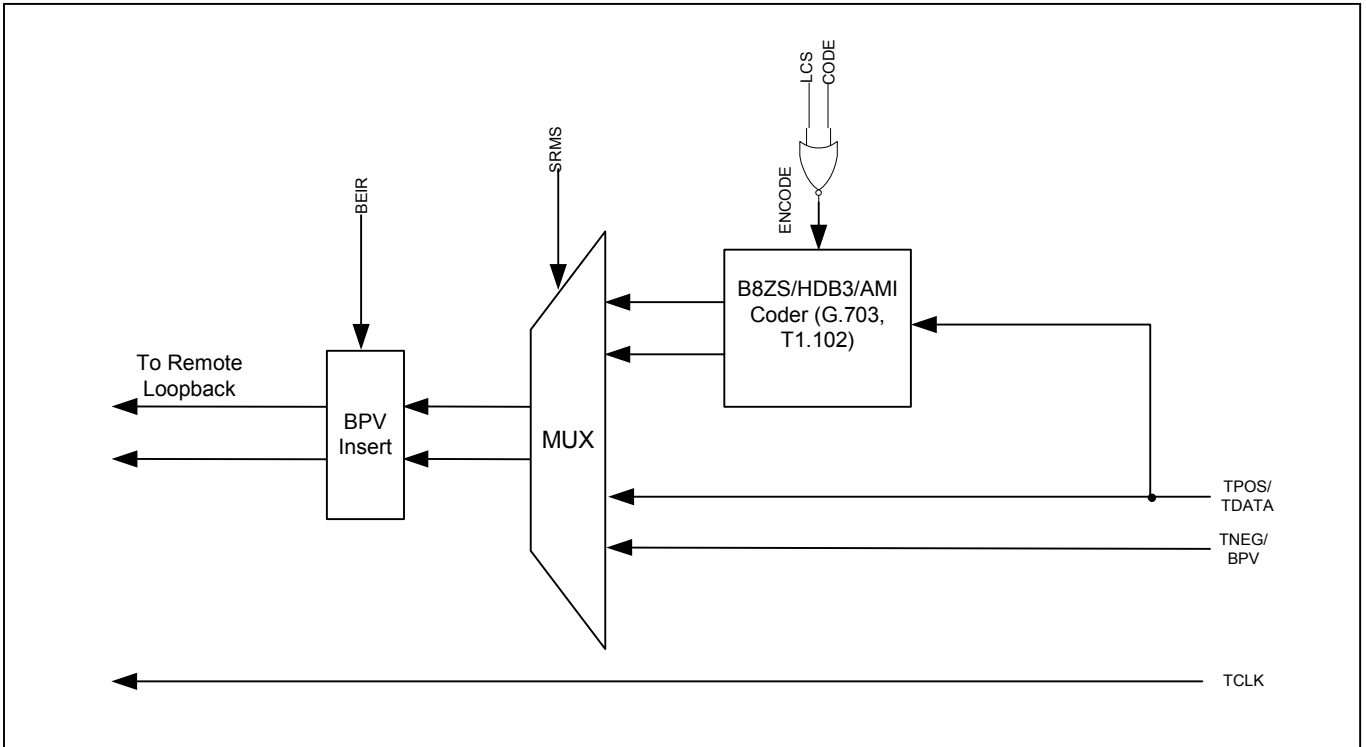 LCS
CODE
SRMS
BEIR
ENCODE
B8ZS/HDB3/AMI
Coder (G.703,
T1.102)
To Remote
Loopback
BPV
Insert
MUX
TPOS/
TDATA
TNEG/
BPV
TCLK